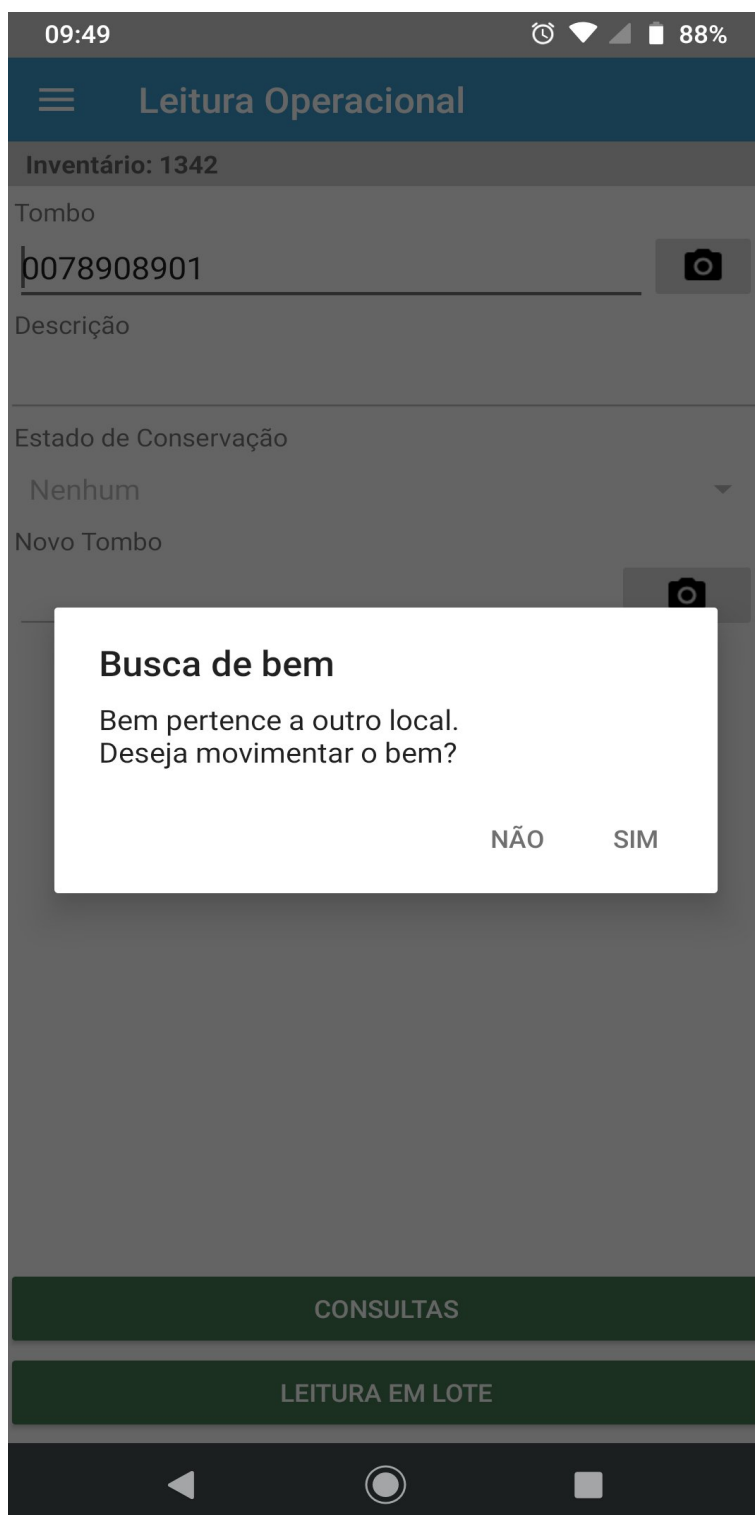 09:49
88%
Leitura Operacional
Inventário: 1342
Tombo
0078908901
Descrição
Estado de Conservação
Nenhum
Novo Tombo
Busca de bem
Bem pertence a outro local.
Deseja movimentar o bem?
NÃO SIM
CONSULTAS
LEITURA EM LOTE